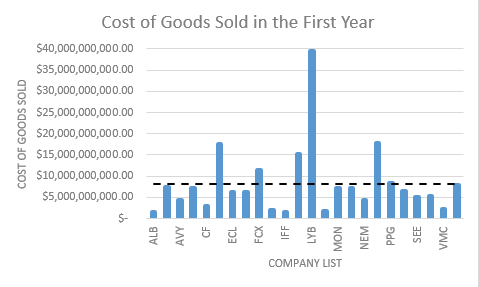 Cost of Goods Sold in the First Year
$40,000,000,000.00
$35,000,000,000.00
$30,000,000,000.00
$25,000,000,000.00
$20,000,000,000.00
$15,000,000,000.00
$10,000,000,000.00
$5,000,000,000.00
$-
COST OF GOODS SOLD
ALB
AVY
CF
ECL
FCX
IFF
LYB
MON
NEM
PPG
SEE
VMC
COMPANY LIST